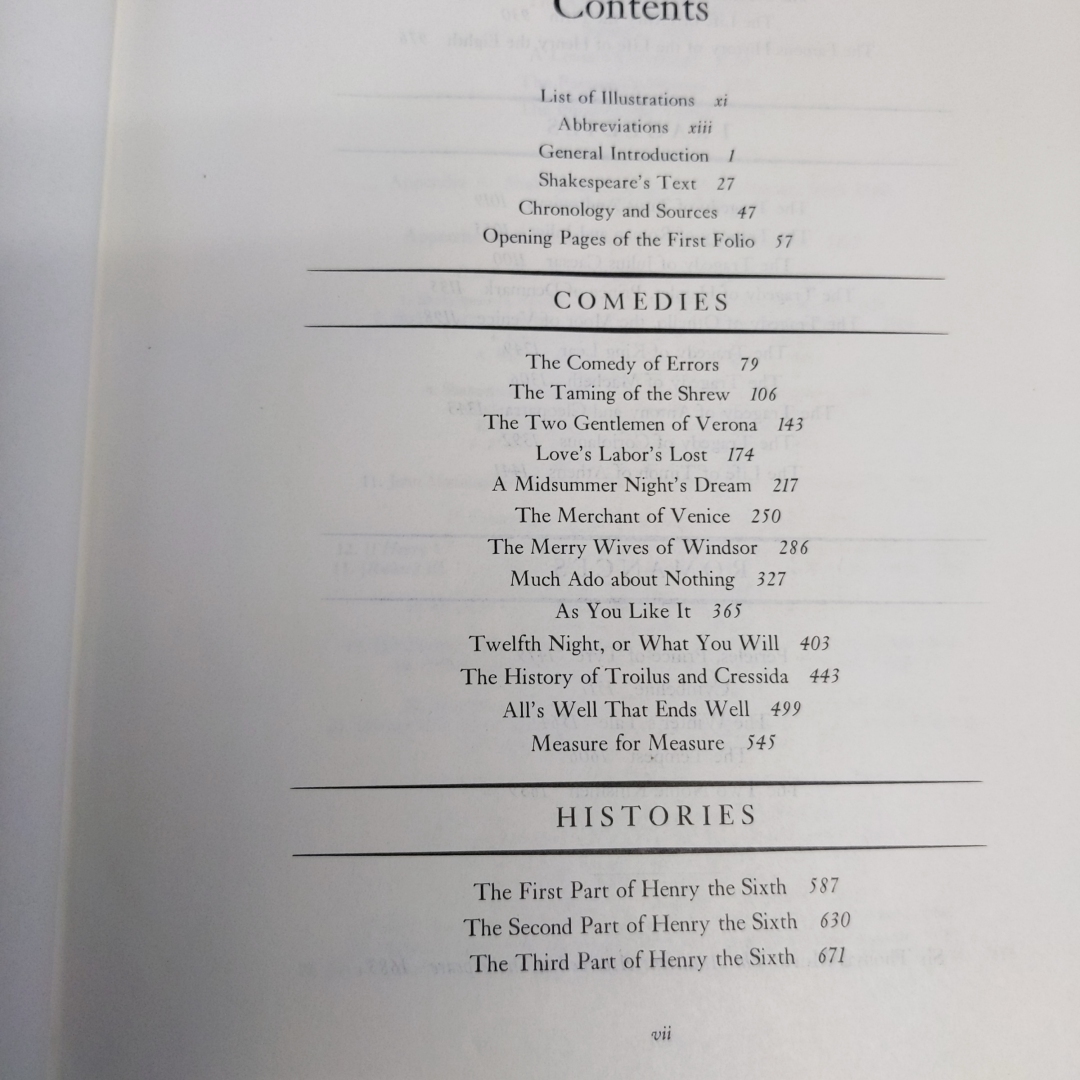 Contents
List of Illustrations xi
Abbreviations xiii
General Introduction 1
Shakespeare's Text 27
Chronology and Sources 47
Opening Pages of the First Folio 57
COMEDIES
The Comedy of Errors 79
The Taming of the Shrew 106
The Two Gentlemen of Verona 143
Love's Labor's Lost 174
A Midsummer Night's Dream 217
The Merchant of Venice 250
The Merry Wives of Windsor 286
Much Ado about Nothing 327
As You Like It 365
Twelfth Night, or What You Will 403
The History of Troilus and Cressida 443
All's Well That Ends Well 499
Measure for Measure 545
HISTORIES
The First Part of Henry the Sixth 587
The Second Part of Henry the Sixth 630
The Third Part of Henry the Sixth 671
vii